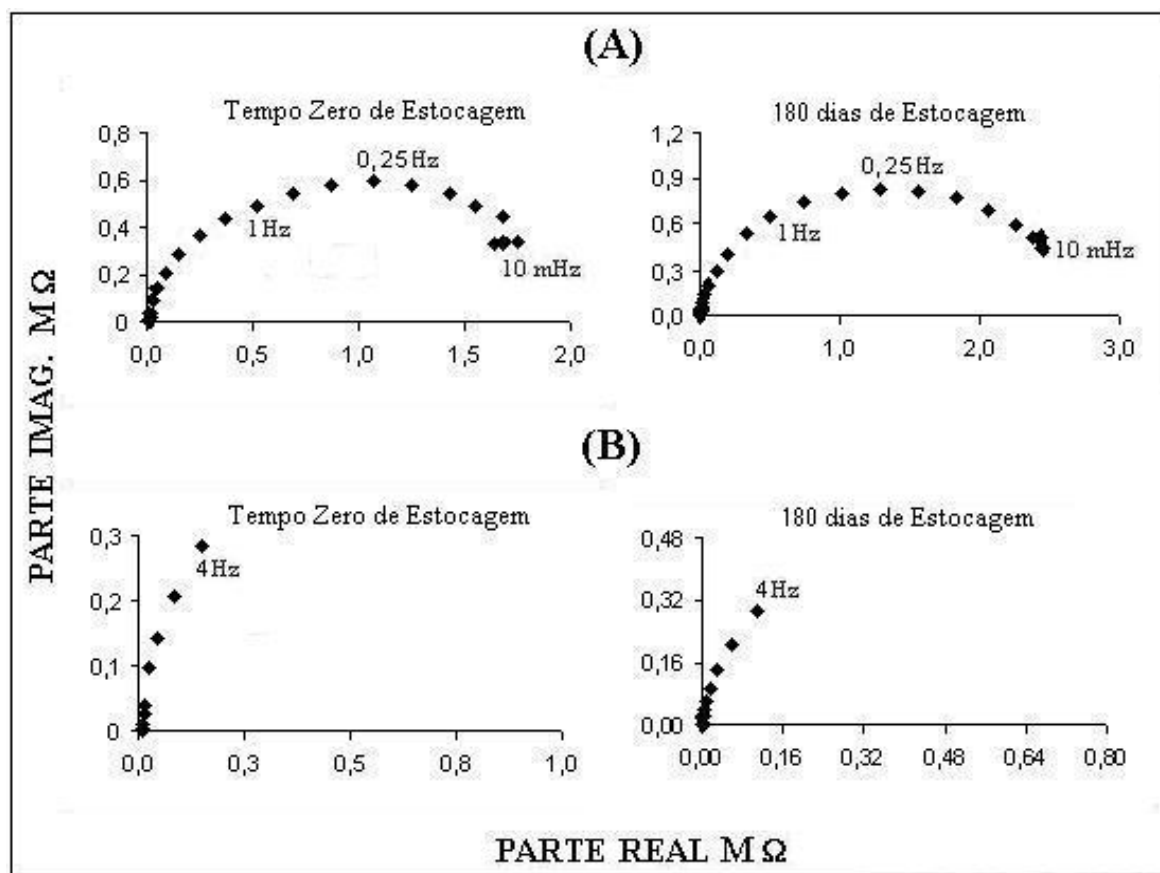 (A)
Tempo Zero de Estocagem
0,8
0,6
0,4
0,2
0
0,25Hz
1Hz
10 mHz
0,0 0,5 1,0 1,5 2,0
180 dias de Estocagem
1,2
0,9
0,6
0,3
0,0
0,25Hz
1Hz
10 mHz
0,0 1,0 2,0 3,0
(B)
Tempo Zero de Estocagem
0,3
0,2
0,1
0
4Hz
0,0 0,3 0,5 0,8 1,0
180 dias de Estocagem
0,48
0,32
0,16
0,00
4Hz
0,00 0,16 0,32 0,48 0,64 0,80
PARTE IMAG. MΩ
PARTE REAL MΩ